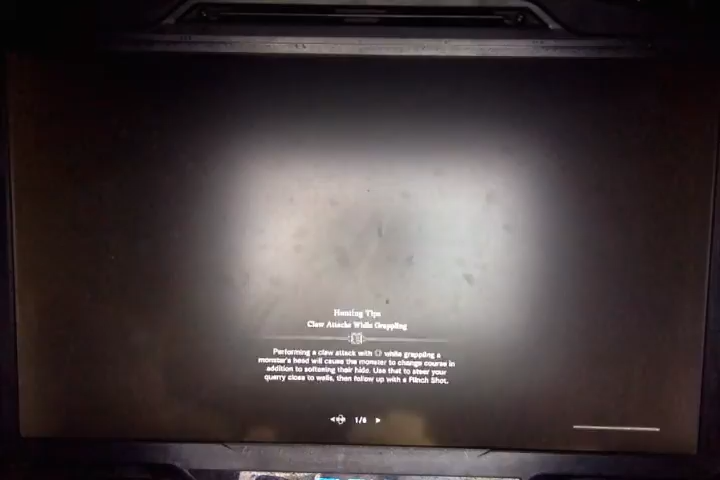 Hunting Tips
Claw Attacks While Grappling
Performing a claw attack with while grappling a
monster's head will cause the monster to change course in
addition to softening their hide. Use that to steer your
quarry close to walls, then follow up with a Flinch Shot.
1/6